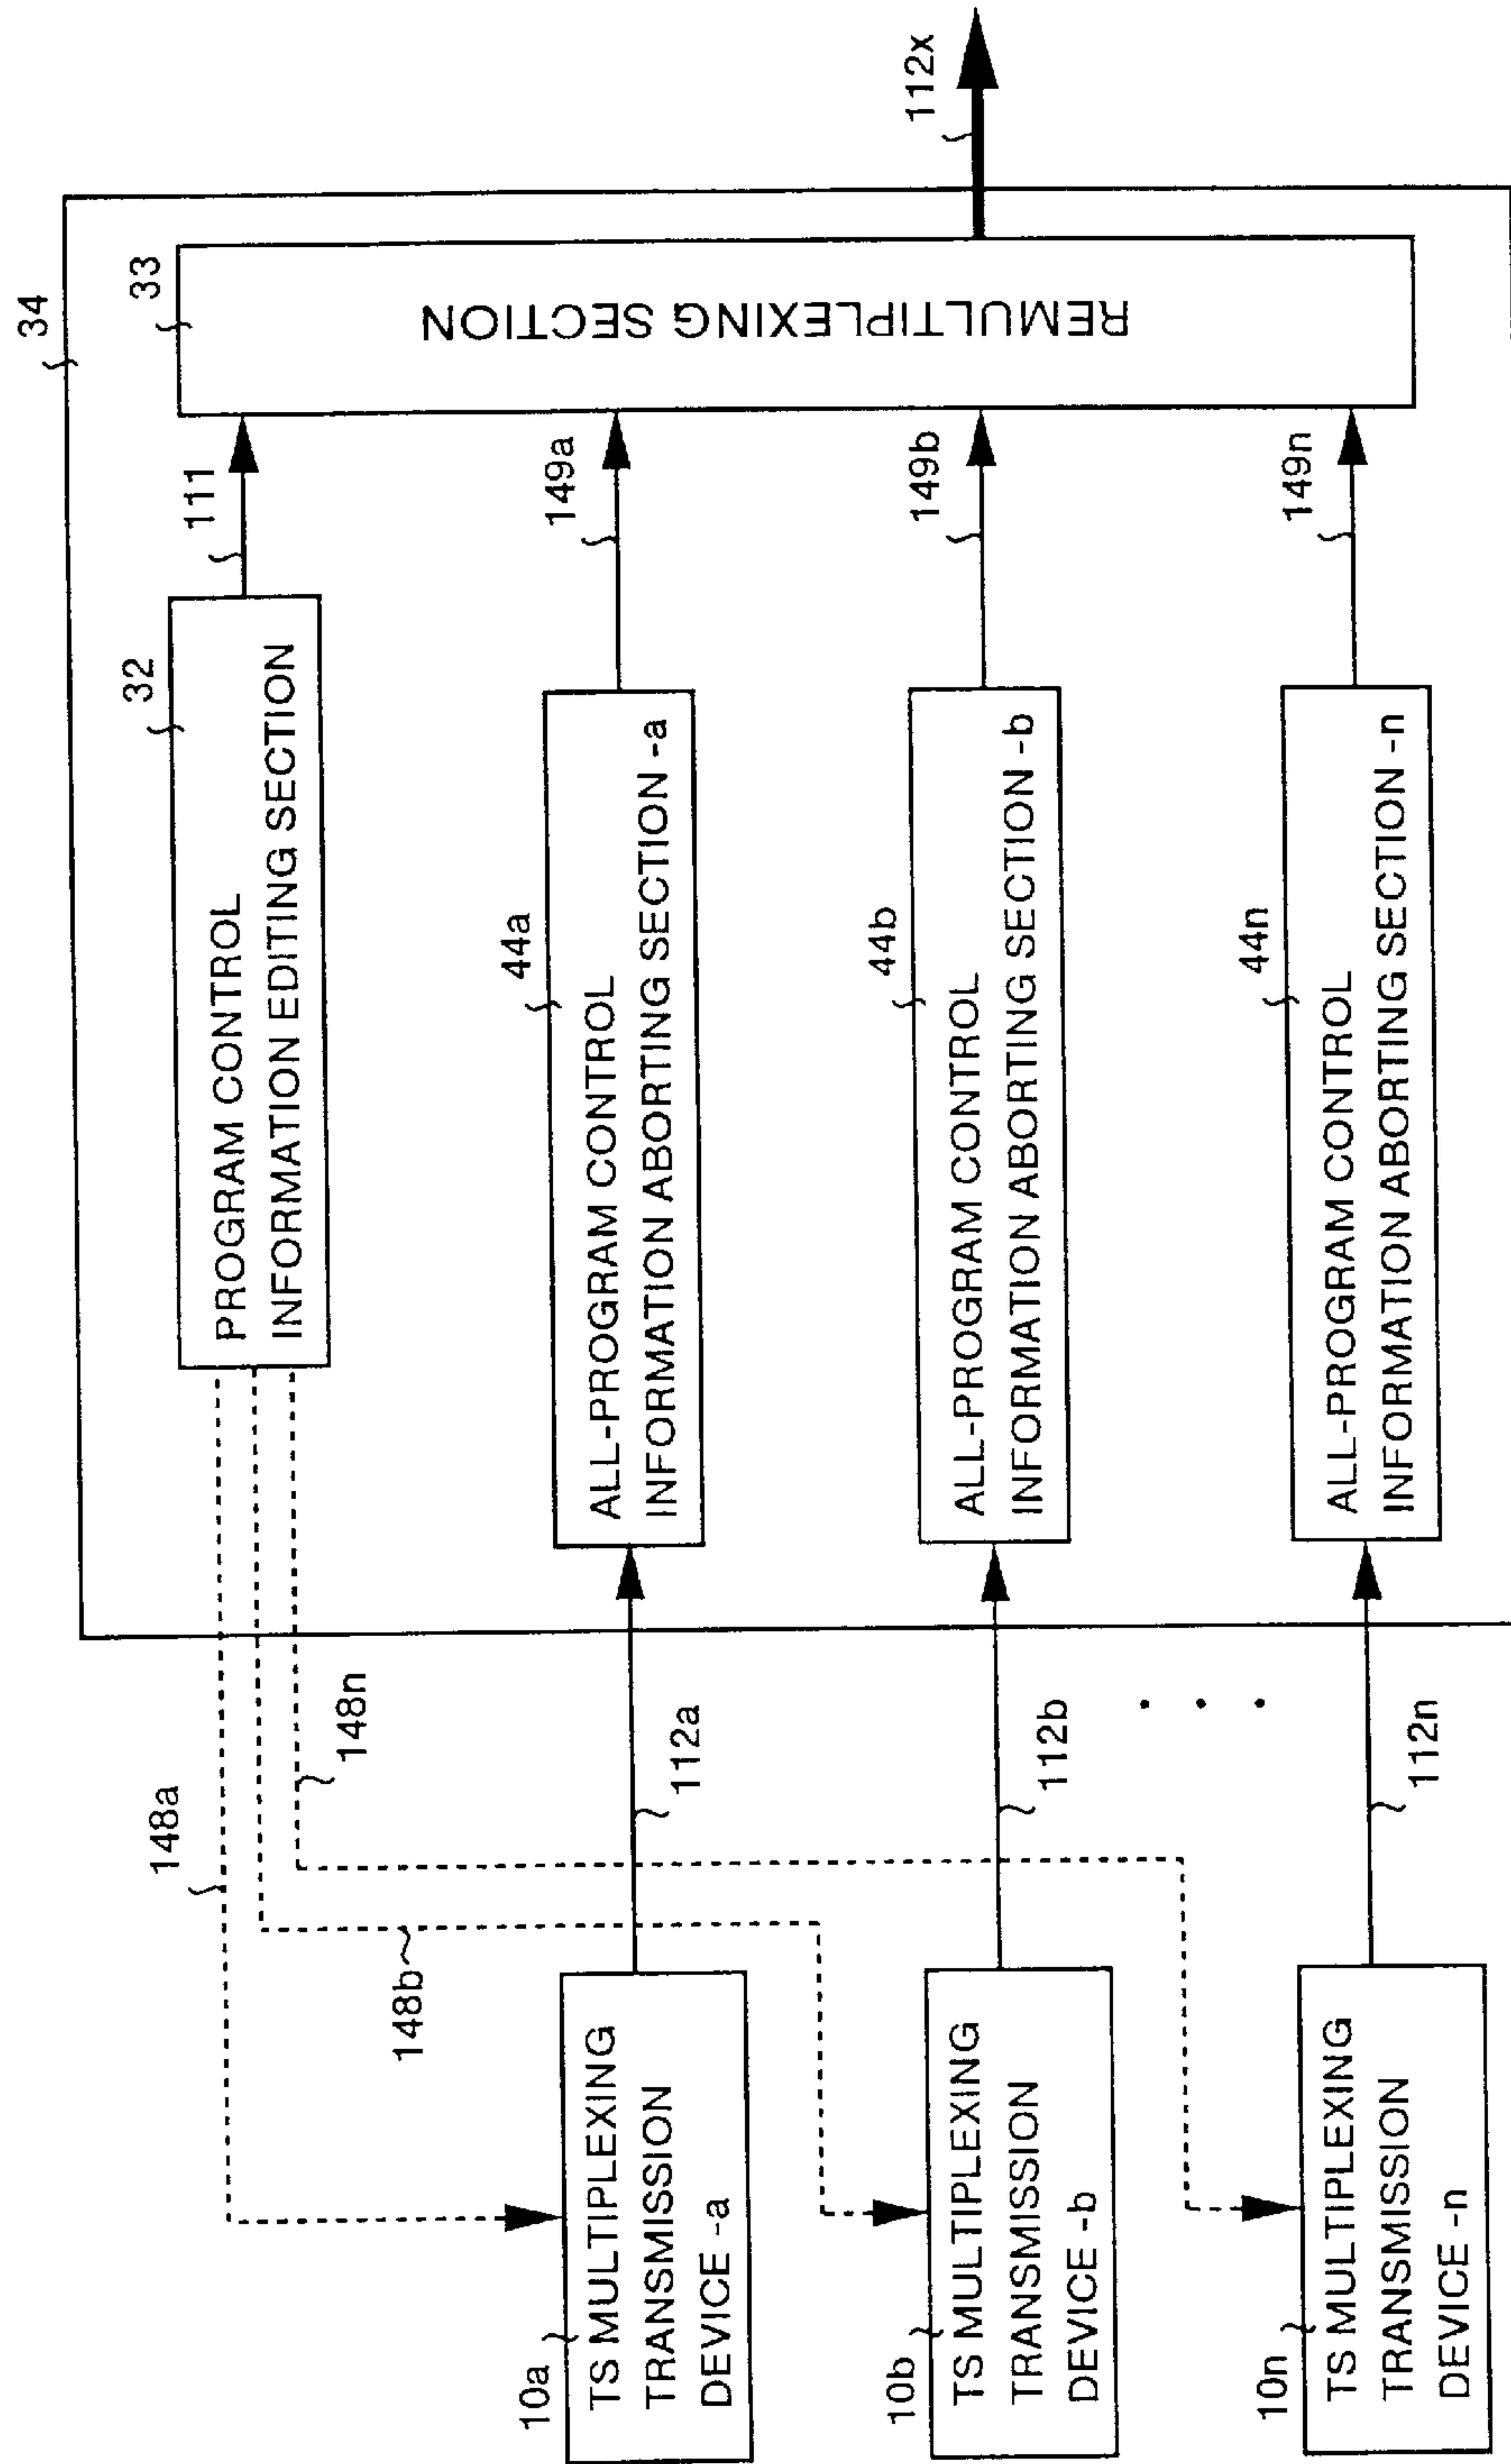 34
32
PROGRAM CONTROL
INFORMATION EDITING SECTION
111
33
REMULTIPLEXING SECTION
112x
148a
148b
148n
10a
TS MULTIPLEXING
TRANSMISSION
DEVICE -a
112a
44a
ALL-PROGRAM CONTROL
INFORMATION ABORTING SECTION -a
149a
10b
TS MULTIPLEXING
TRANSMISSION
DEVICE -b
112b
44b
ALL-PROGRAM CONTROL
INFORMATION ABORTING SECTION -b
149b
10n
TS MULTIPLEXING
TRANSMISSION
DEVICE -n
112n
44n
ALL-PROGRAM CONTROL
INFORMATION ABORTING SECTION -n
149n